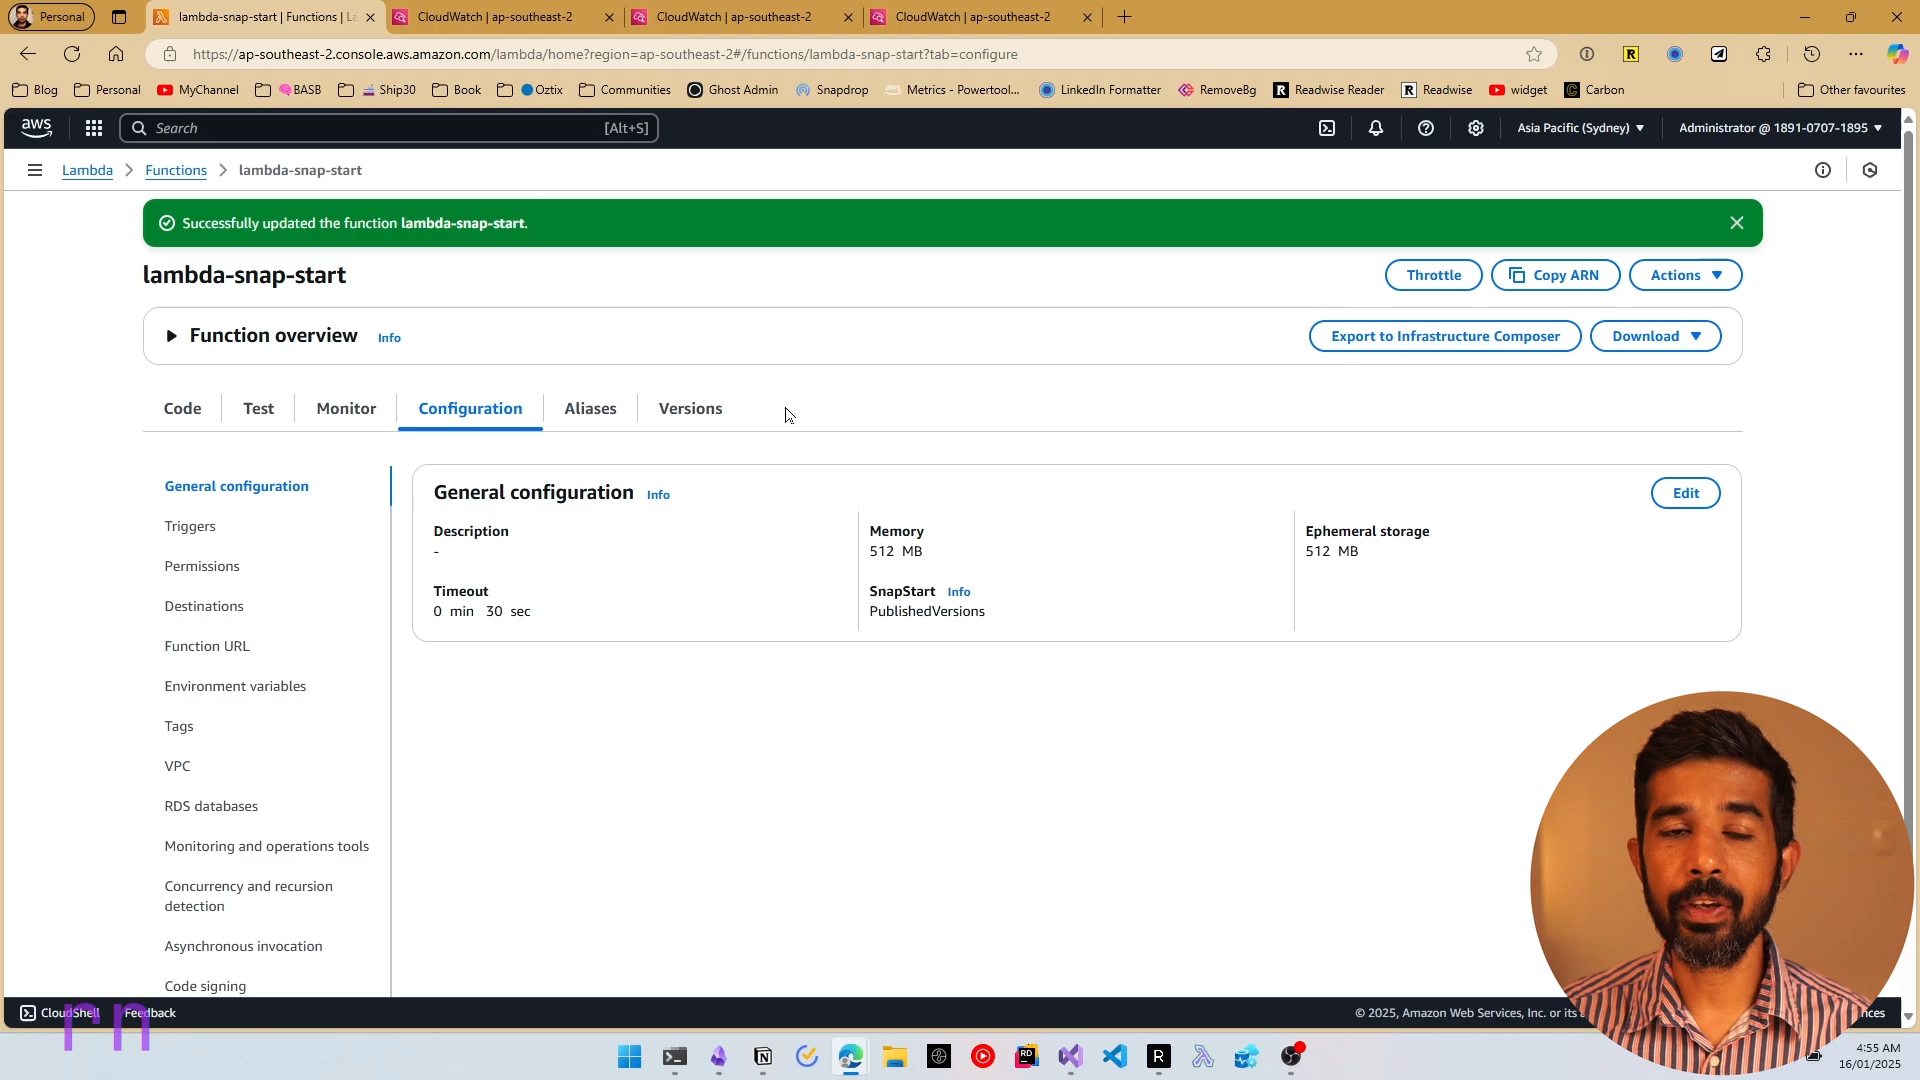 Personal
lambda-snap-start | Functions | La
CloudWatch | ap-southeast-2
CloudWatch | ap-southeast-2
CloudWatch | ap-southeast-2
https://ap-southeast-2.console.aws.amazon.com/lambda/home?region=ap-southeast-2#/functions/lambda-snap-start?tab=configure
Blog
Personal
MyChannel
BASB
Ship30
Book
Oztix
Communities
Ghost Admin
Snapdrop
Metrics - Powertool...
LinkedIn Formatter
RemoveBg
Readwise Reader
Readwise
widget
Carbon
Other favourites
aws
Search
[Alt+S]
Asia Pacific (Sydney)
Administrator @ 1891-0707-1895
Lambda
Functions
lambda-snap-start
Successfully updated the function lambda-snap-start.
lambda-snap-start
Throttle
Copy ARN
Actions
Function overview
Info
Export to Infrastructure Composer
Download
Code
Test
Monitor
Configuration
Aliases
Versions
General configuration
Triggers
Permissions
Destinations
Function URL
Environment variables
Tags
VPC
RDS databases
Monitoring and operations tools
Concurrency and recursion
detection
Asynchronous invocation
Code signing
General configuration
Info
Edit
Description
-
Memory
512 MB
Ephemeral storage
512 MB
Timeout
0 min 30 sec
SnapStart
Info
PublishedVersions
CloudShell
Feedback
© 2025, Amazon Web Services, Inc. or its
rn
4:55 AM
16/01/2025